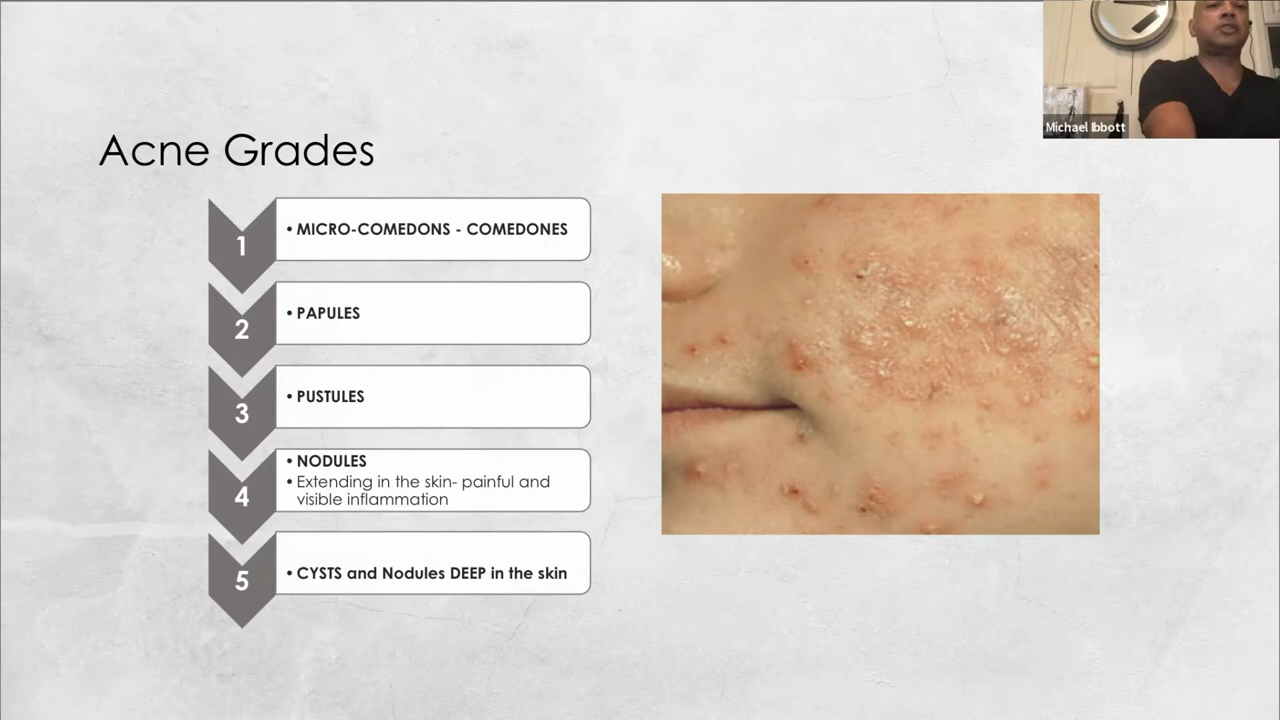 Michael Ibbott
Acne Grades
1
• MICRO-COMEDONS - COMEDONES
2
• PAPULES
3
• PUSTULES
4
• NODULES
• Extending in the skin- painful and
visible inflammation
5
• CYSTS and Nodules DEEP in the skin